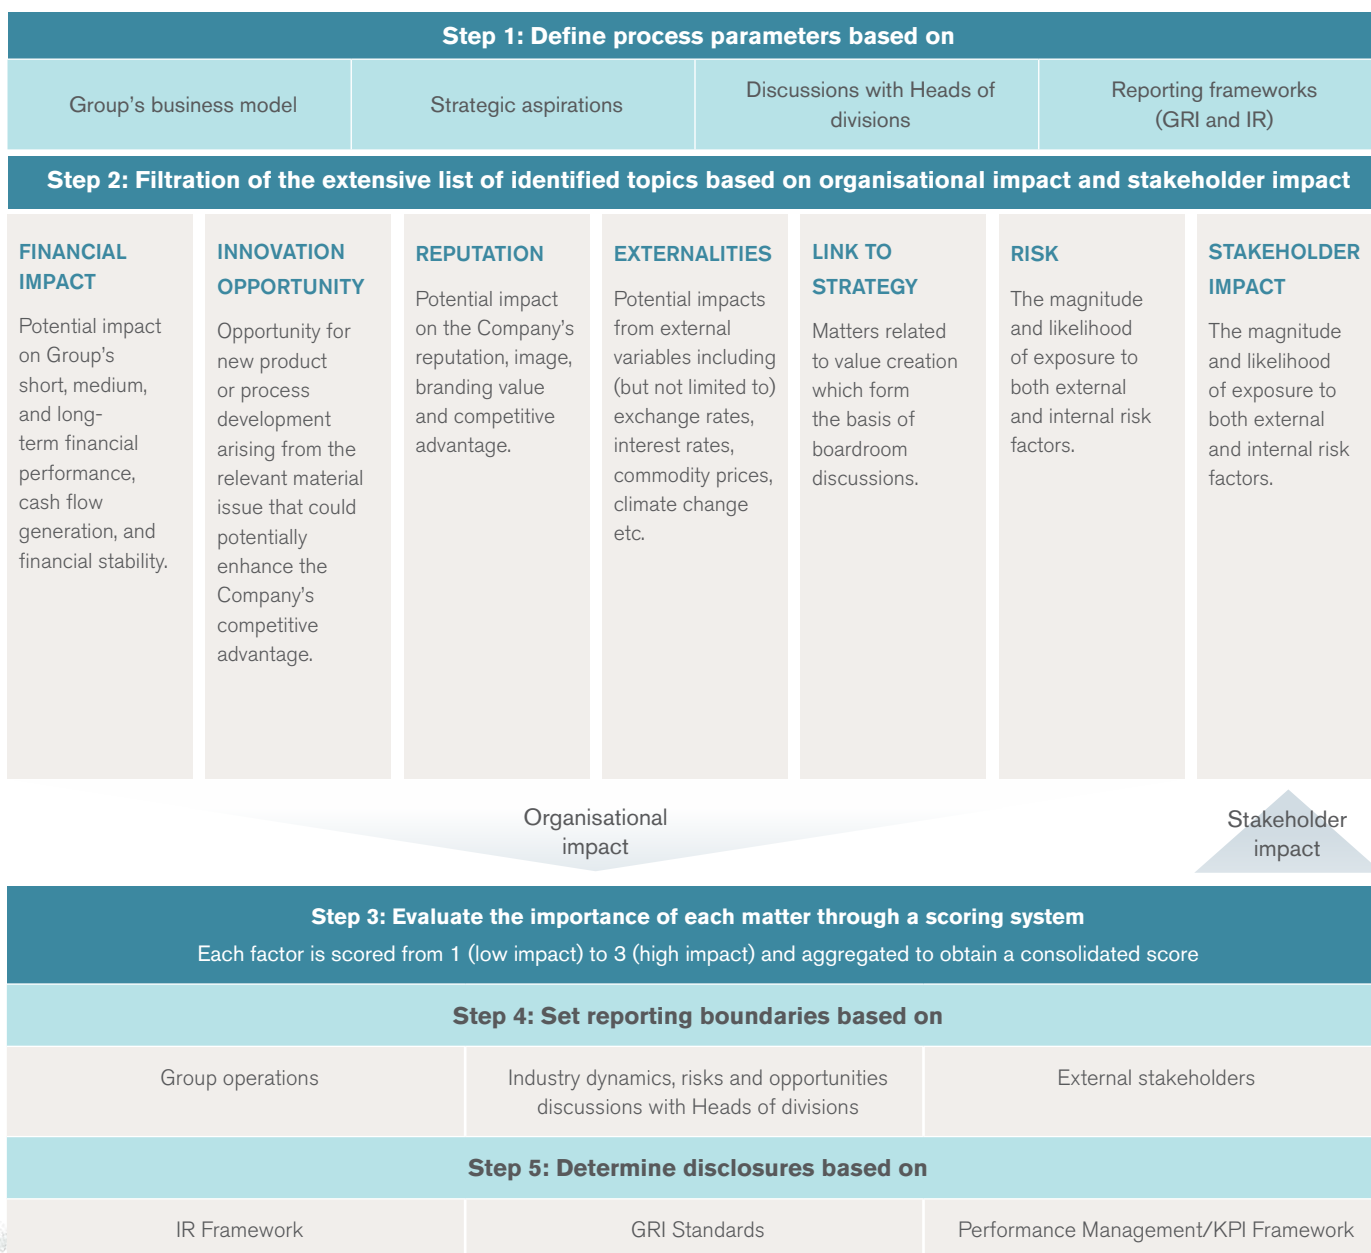 Step 1: Define process parameters based on
Group's business model
Strategic aspirations
Discussions with Heads of
divisions
Reporting frameworks
(GRI and IR)
Step 2: Filtration of the extensive list of identified topics based on organisational impact and stakeholder impact
FINANCIAL
IMPACT
Potential impact
on Group's
short, medium,
and long-
term financial
performance,
cash flow
generation, and
financial stability.
INNOVATION
OPPORTUNITY
Opportunity for
new product
or process
development
arising from the
relevant material
issue that could
potentially
enhance the
Company's
competitive
advantage.
REPUTATION
Potential impact
on the Company's
reputation, image,
branding value
and competitive
advantage.
EXTERNALITIES
Potential impacts
from external
variables including
(but not limited to)
exchange rates,
interest rates,
commodity prices,
climate change
etc.
LINK TO
STRATEGY
Matters related
to value creation
which form
the basis of
boardroom
discussions.
RISK
The magnitude
and likelihood
of exposure to
both external
and internal risk
factors.
STAKEHOLDER
IMPACT
The magnitude
and likelihood
of exposure to
both external
and internal risk
factors.
Organisational
impact
Stakeholder
impact
Step 3: Evaluate the importance of each matter through a scoring system
Each factor is scored from 1 (low impact) to 3 (high impact) and aggregated to obtain a consolidated score
Step 4: Set reporting boundaries based on
Group operations
Industry dynamics, risks and opportunities
discussions with Heads of divisions
External stakeholders
Step 5: Determine disclosures based on
IR Framework
GRI Standards
Performance Management/KPI Framework